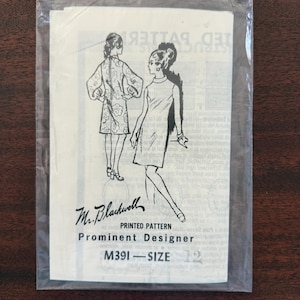 Mr. Blackwell
PRINTED PATTERN
Prominent Designer
M391 — SIZE 12